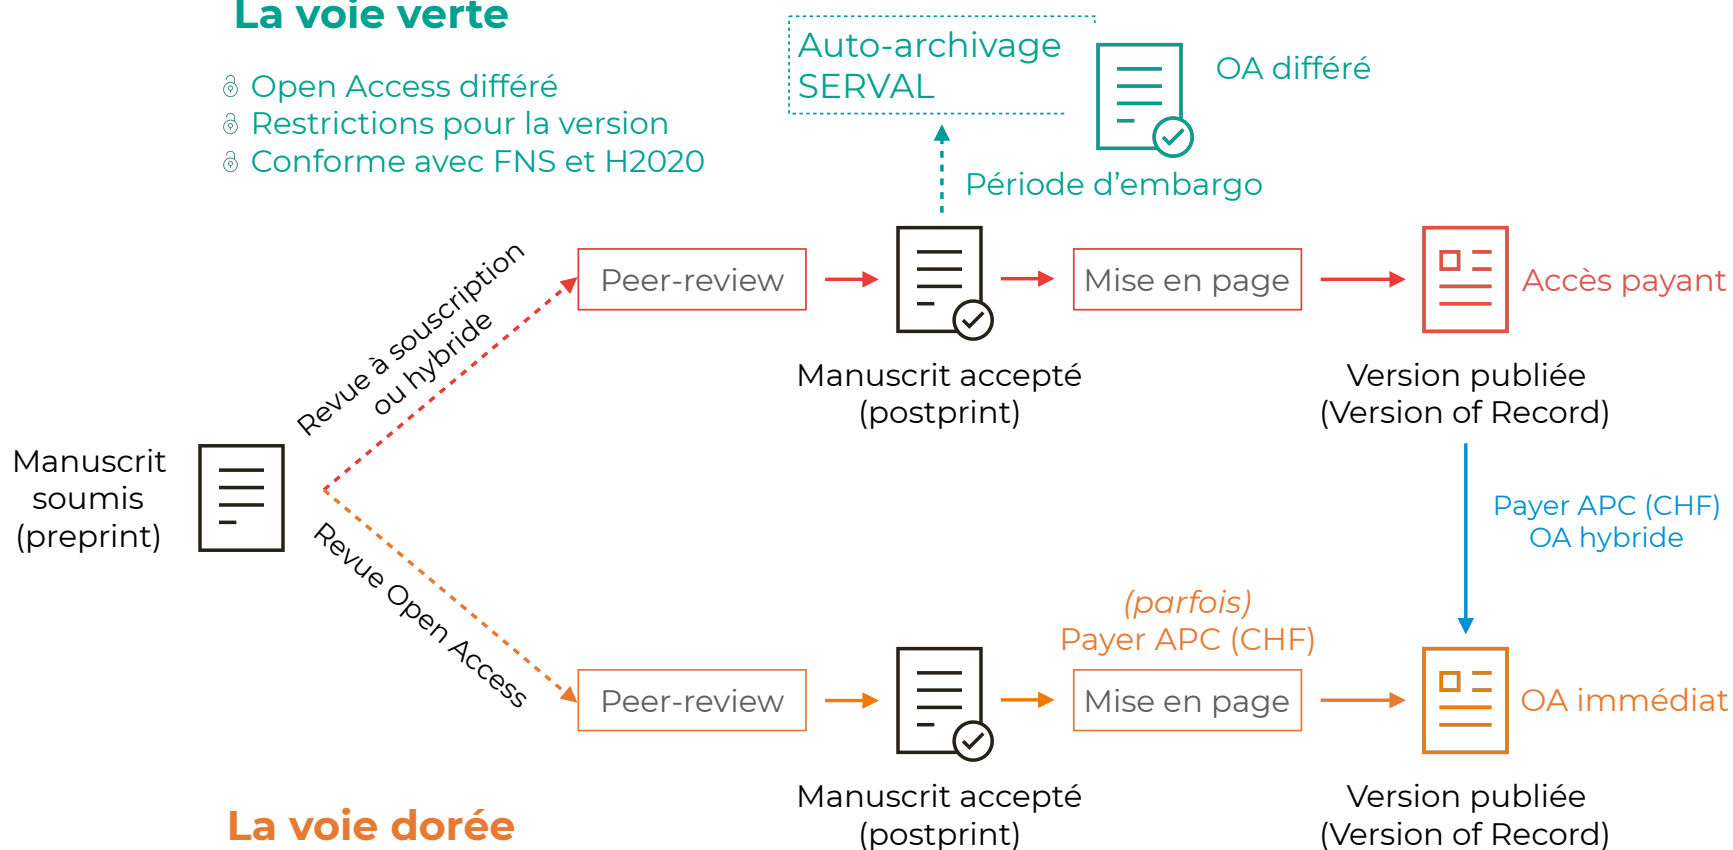 La voie verte
Open Access différé
Restrictions pour la version
Conforme avec FNS et H2020
Auto-archivage
SERVAL
OA différé
Période d’embargo
Revue à souscription
ou hybride
Peer-review
Mise en page
Accès payant
Manuscrit accepté
(postprint)
Version publiée
(Version of Record)
Manuscrit
soumis
(preprint)
Payer APC (CHF)
OA hybride
Revue Open Access
(parfois)
Payer APC (CHF)
Peer-review
Mise en page
OA immédiat
Manuscrit accepté
(postprint)
Version publiée
(Version of Record)
La voie dorée